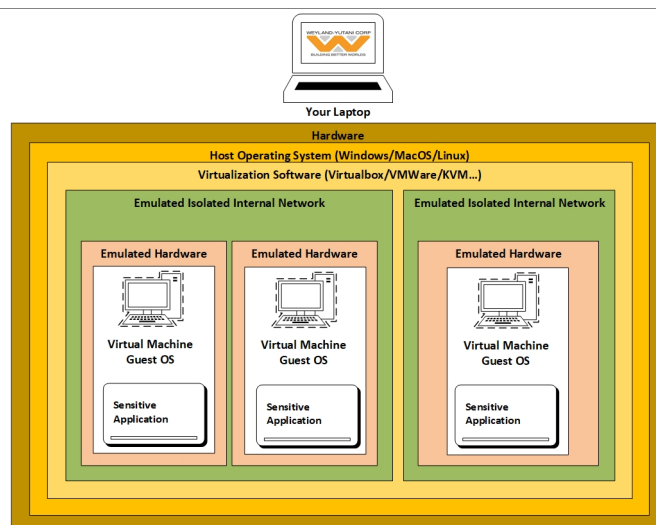 WEYLAND-YUTANI CORP
BUILDING BETTER WORLDS
Your Laptop
Hardware
Host Operating System (Windows/MacOS/Linux)
Virtualization Software (Virtualbox/VMWare/KVM...)
Emulated Isolated Internal Network
Emulated Hardware
Virtual Machine
Guest OS
Sensitive
Application
Emulated Hardware
Virtual Machine
Guest OS
Sensitive
Application
Emulated Isolated Internal Network
Emulated Hardware
Virtual Machine
Guest OS
Sensitive
Application